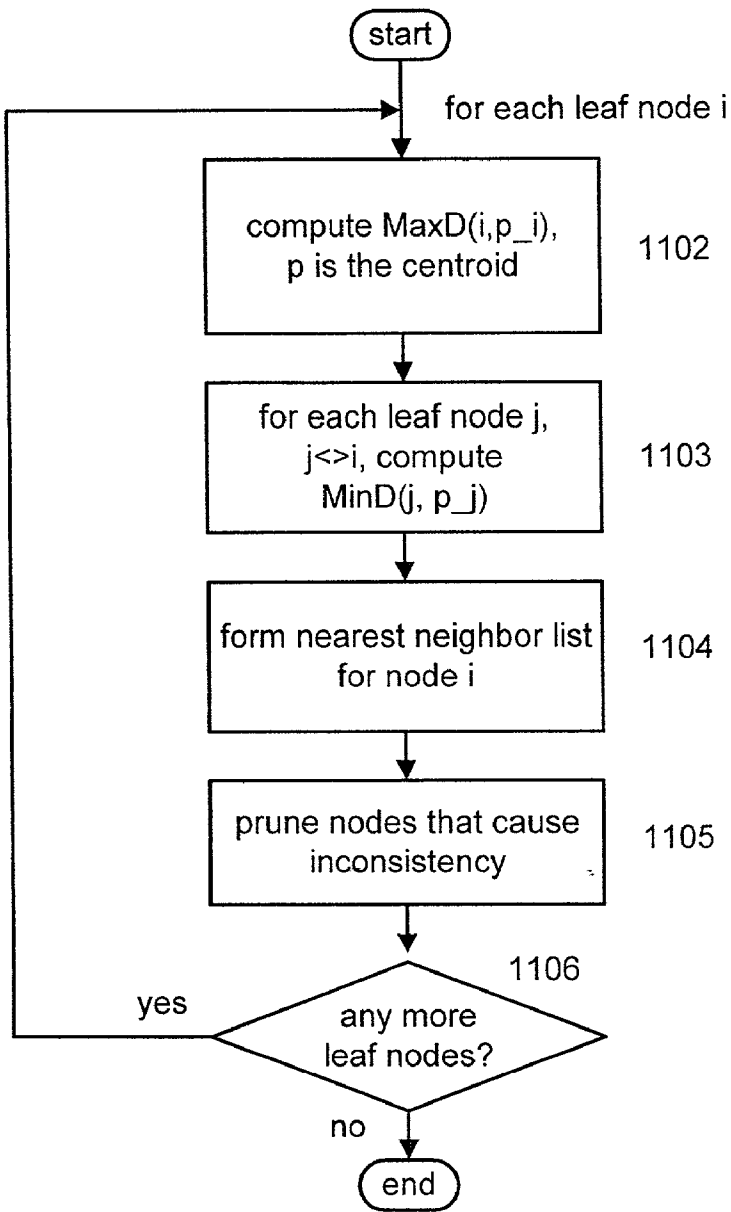 start
for each leaf node i
compute MaxD(i,p_i),
p is the centroid
1102
for each leaf node j,
j<>i, compute
MinD(j, p_j)
1103
form nearest neighbor list
for node i
1104
prune nodes that cause
inconsistency
1105
1106
yes
any more
leaf nodes?
no
end